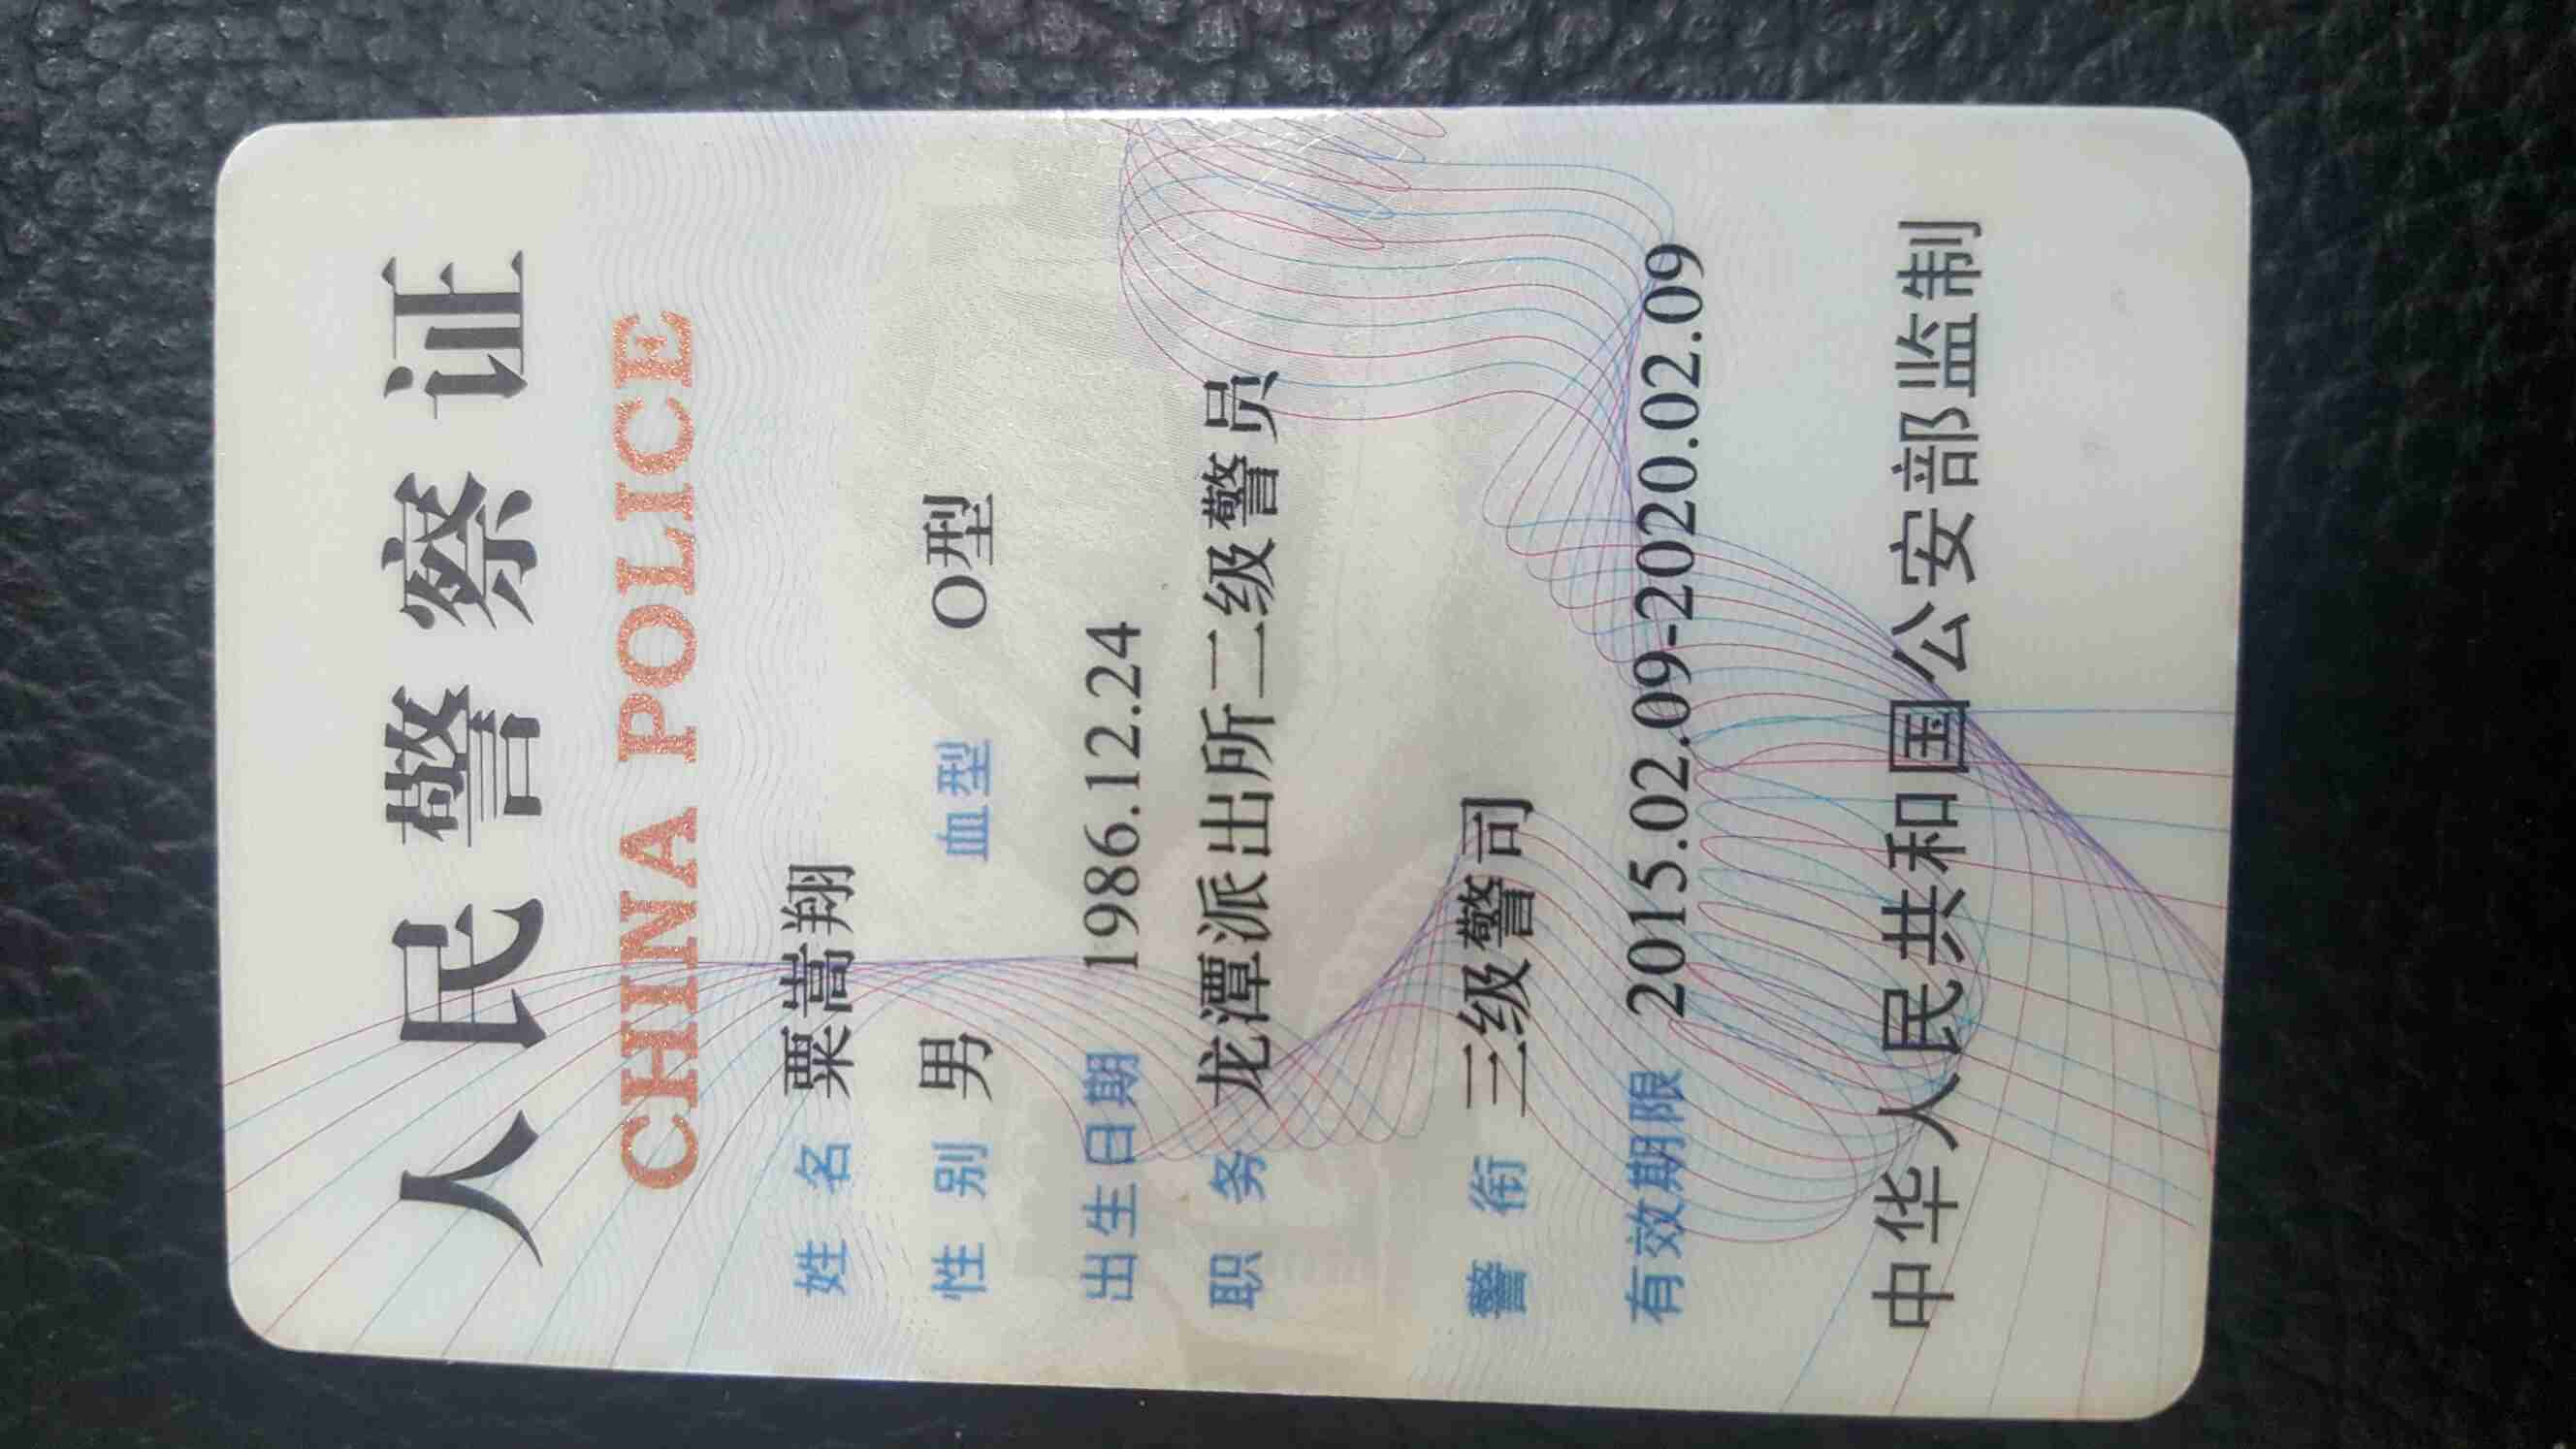 人民警察证
CHINA POLICE
姓名 粟嵩翔
性别 男 血型 O型
出生日期 1986.12.24
职务 龙潭派出所二级警员
警衔 三级警司
有效期限 2015.02.09-2020.02.09
中华人民共和国公安部监制